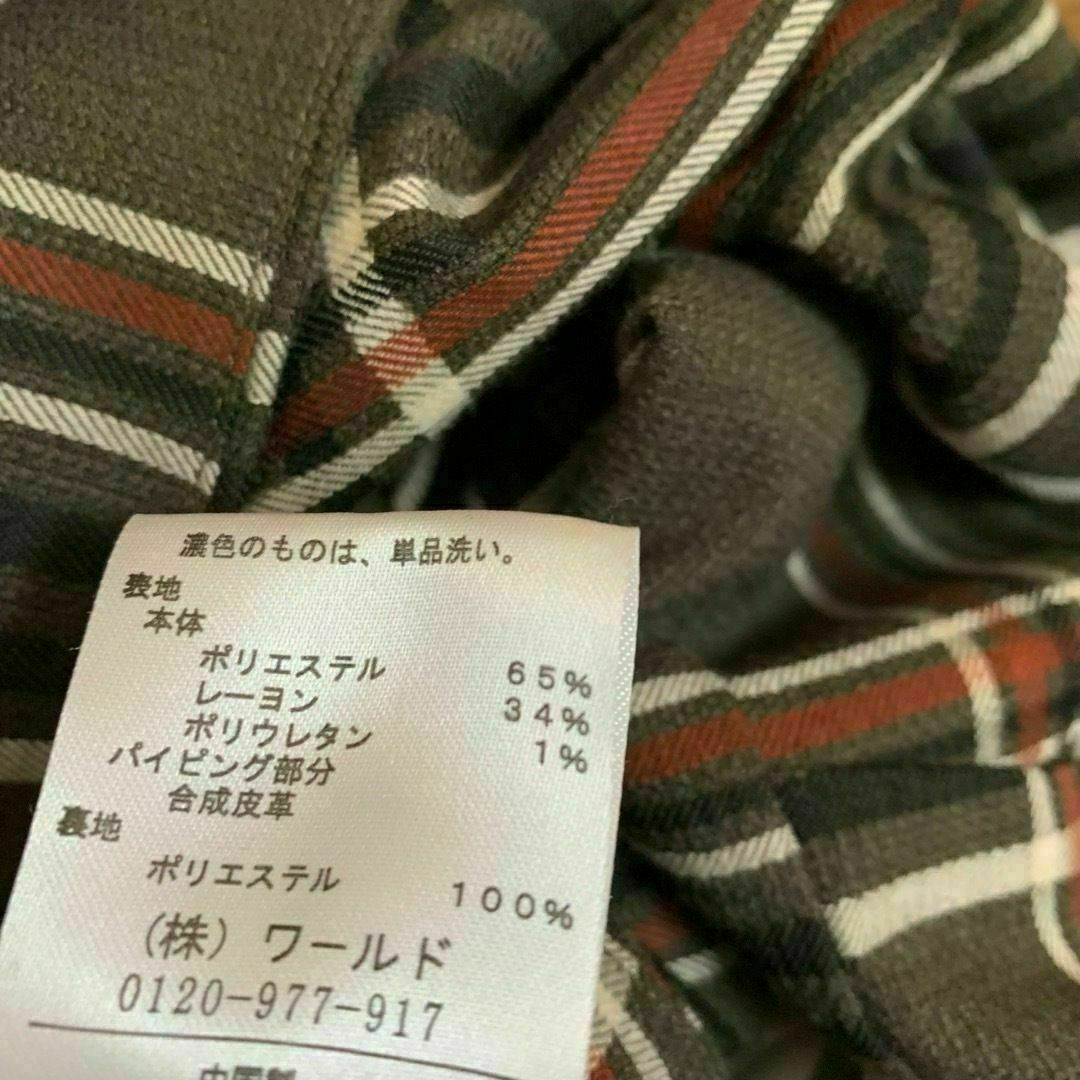 濃色のものは、単品洗い。
表地
本体
ポリエステル 65%
レーヨン 34%
ポリウレタン 1%
パイピング部分
合成皮革
裏地
ポリエステル 100%
(株) ワールド
0120-977-917
中国製